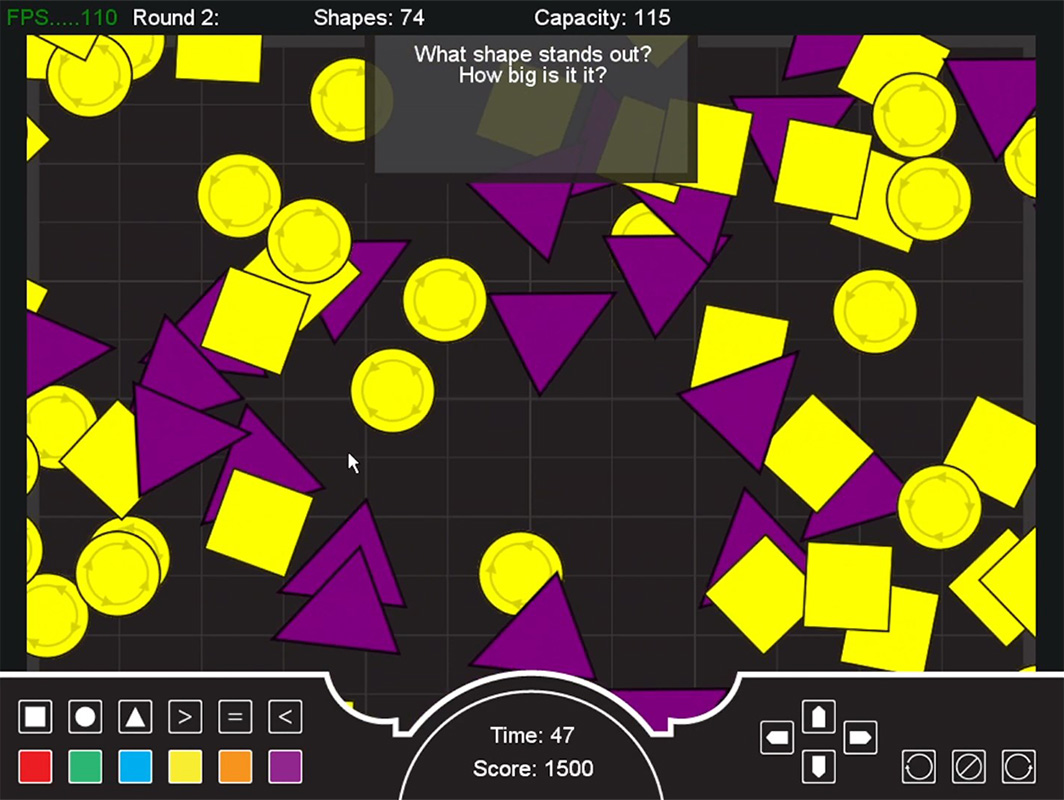 FPS.....110 Round 2: Shapes: 74 Capacity: 115
What shape stands out?
How big is it it?
> = <
Time: 47
Score: 1500